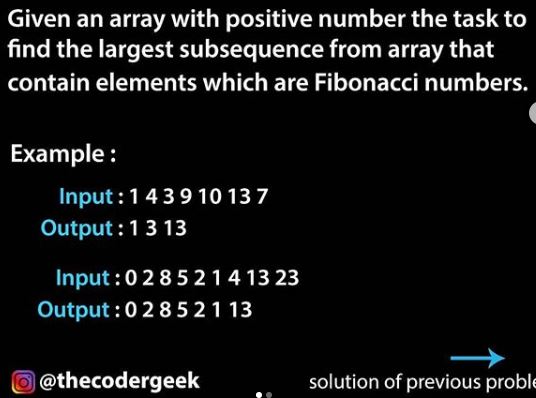 Given an array with positive number the task to
find the largest subsequence from array that
contain elements which are Fibonacci numbers.
Example :
Input : 1 4 3 9 10 13 7
Output : 1 3 13
Input : 0 2 8 5 2 1 4 13 23
Output : 0 2 8 5 2 1 13
@thecodergeek
solution of previous proble